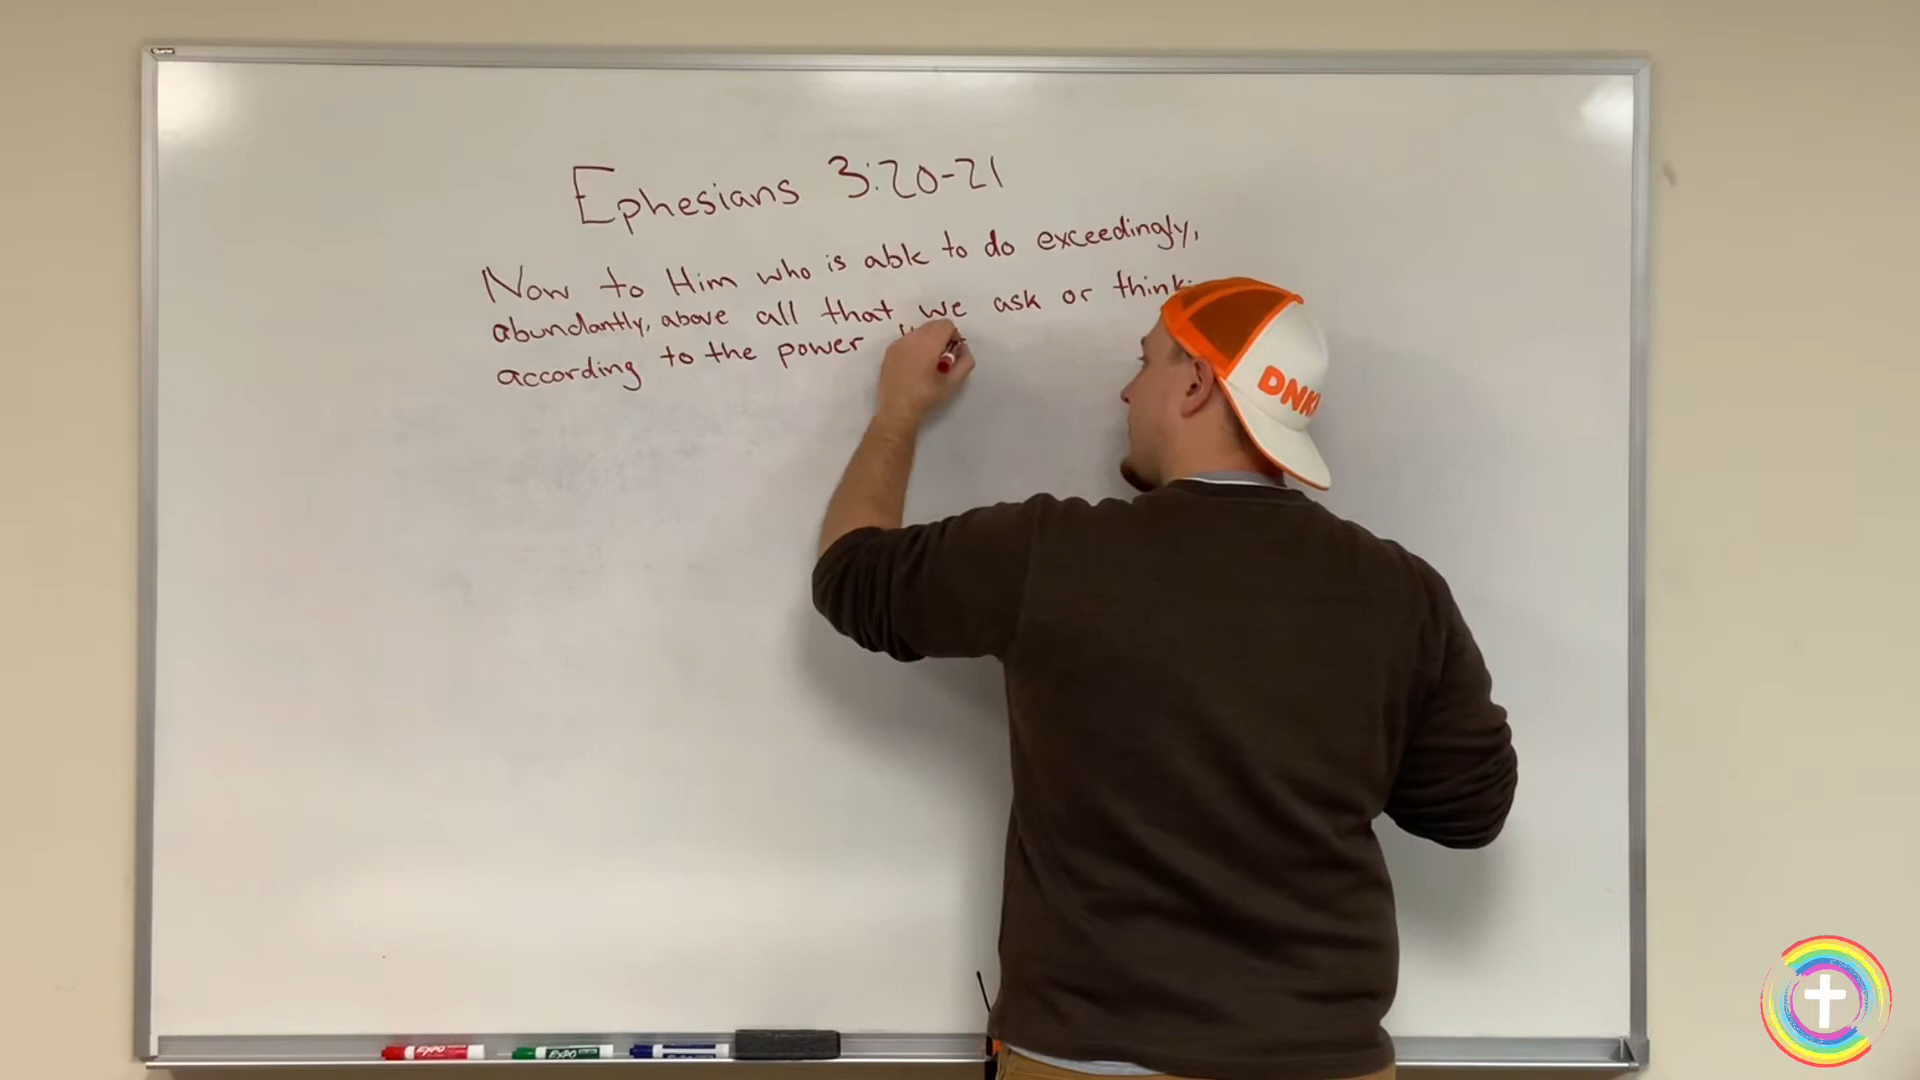 Ephesians 3:20-21
Now to Him who is able to do exceedingly,
abundantly, above all that we ask or think,
according to the power
DNK
EXPO
EXPO